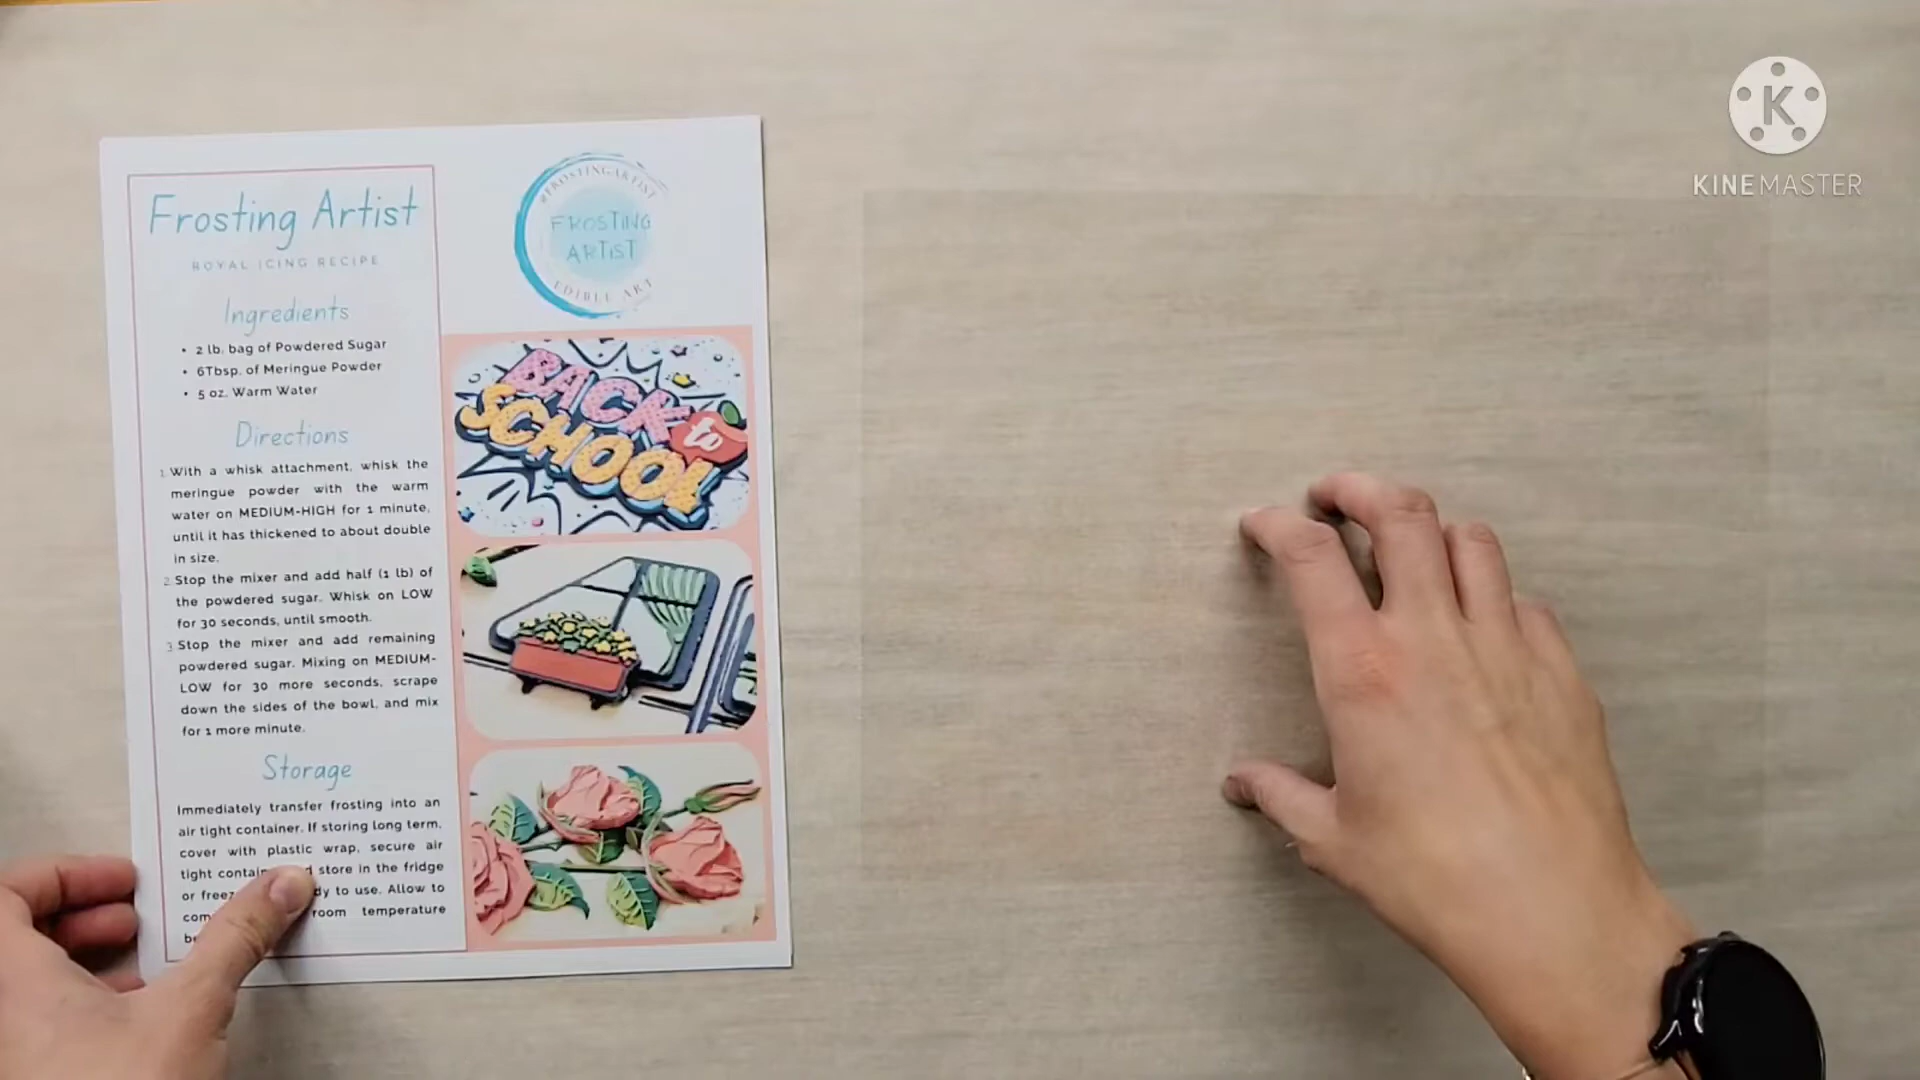 Frosting Artist
ROYAL ICING RECIPE
Ingredients
• 2 lb. bag of Powdered Sugar
• 6Tbsp. of Meringue Powder
• 5 oz. Warm Water
Directions
1. With a whisk attachment, whisk the
meringue powder with the warm
water on MEDIUM-HIGH for 1 minute,
until it has thickened to about double
in size.
2. Stop the mixer and add half (1 lb) of
the powdered sugar. Whisk on LOW
for 30 seconds, until smooth.
3. Stop the mixer and add remaining
powdered sugar. Mixing on MEDIUM-
LOW for 30 more seconds, scrape
down the sides of the bowl, and mix
for 1 more minute.
Storage
Immediately transfer frosting into an
air tight container. If storing long term,
cover with plastic wrap, secure air
tight store in the fridge
or to use. Allow to
room temperature
#FROSTINGARTIST
FROSTING
ARTIST
EDIBLE ART
BACK
to
SCHOOL
K
KINEMASTER